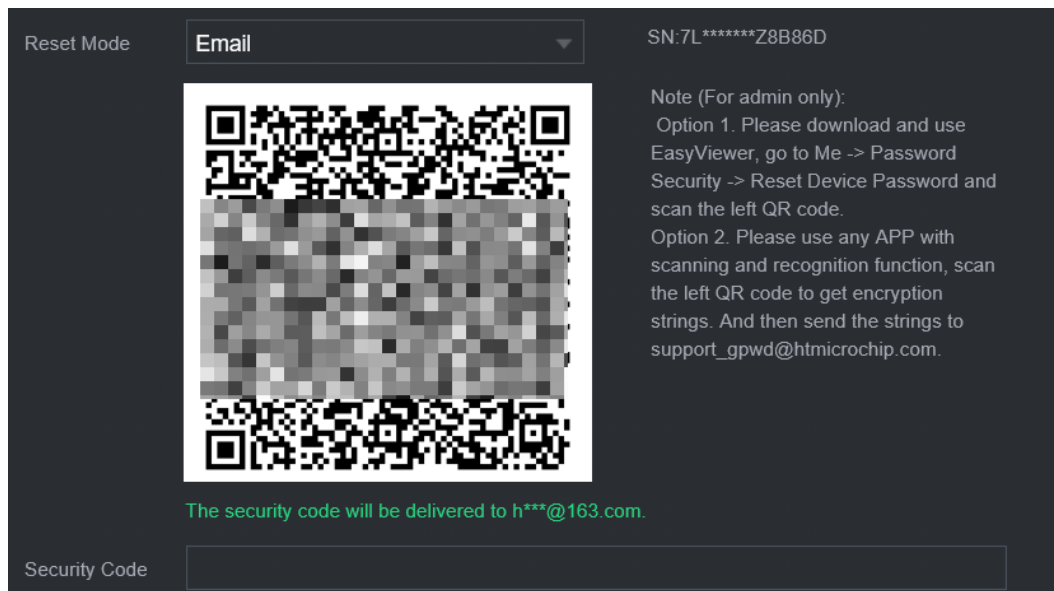 Reset Mode
Email
SN:7L*******Z8B86D
Note (For admin only):
Option 1. Please download and use
EasyViewer, go to Me -> Password
Security -> Reset Device Password and
scan the left QR code.
Option 2. Please use any APP with
scanning and recognition function, scan
the left QR code to get encryption
strings. And then send the strings to
support_gpwd@htmicrochip.com.
The security code will be delivered to h***@163.com.
Security Code